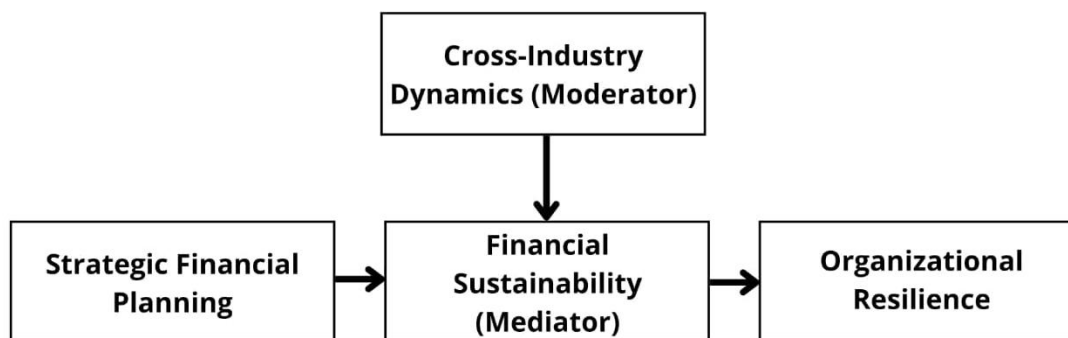 Cross-Industry
Dynamics (Moderator)
Strategic Financial
Planning
Financial
Sustainability
(Mediator)
Organizational
Resilience